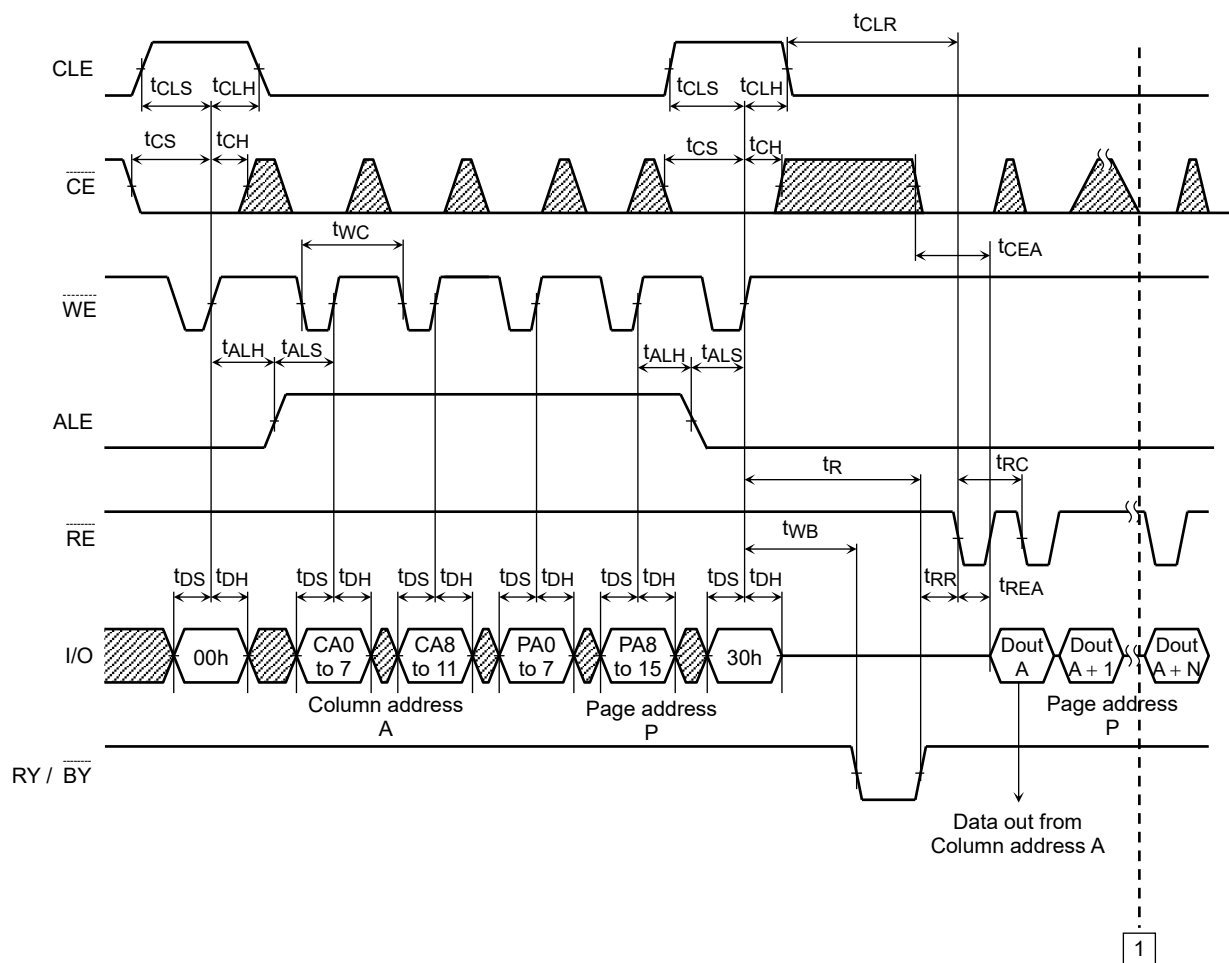 tCLR
CLE
tCLS tCLH tCLS tCLH
tCS tCH tCS tCH
CE
tWC
tCEA
WE
tALH tALS tALH tALS
ALE
tR tRC
RE
tWB
tDS tDH tDS tDH tDS tDH tDS tDH tDS tDH tDS tDH tRR tREA
I/O 00h CA0 to 7 CA8 to 11 PA0 to 7 PA8 to 15 30h Dout A Dout A + 1 Dout A + N
Column address A
Page address P
Page address P
RY / BY
Data out from
Column address A
1